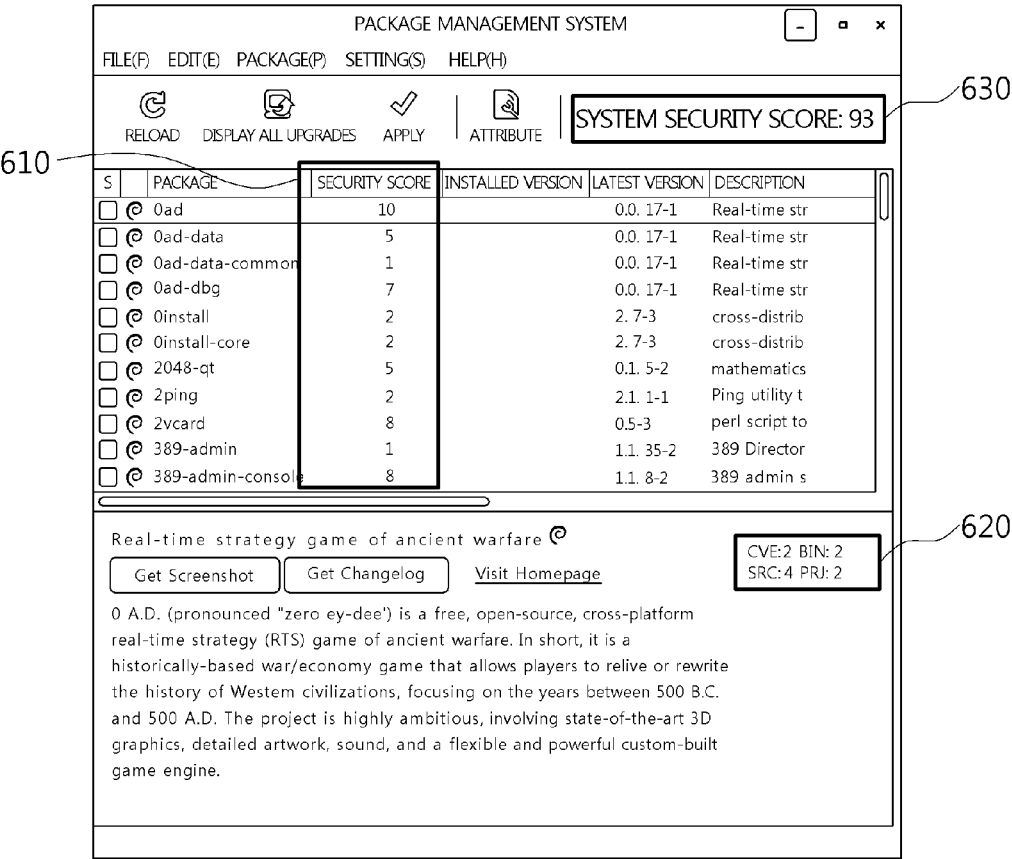 PACKAGE MANAGEMENT SYSTEM
FILE(F) EDIT(E) PACKAGE(P) SETTING(S) HELP(H)
RELOAD DISPLAY ALL UPGRADES APPLY ATTRIBUTE SYSTEM SECURITY SCORE: 93
630
610
S PACKAGE SECURITY SCORE INSTALLED VERSION LATEST VERSION DESCRIPTION
0ad 10 0.0. 17-1 Real-time str
0ad-data 5 0.0. 17-1 Real-time str
0ad-data-common 1 0.0. 17-1 Real-time str
0ad-dbg 7 0.0. 17-1 Real-time str
0install 2 2. 7-3 cross-distrib
0install-core 2 2. 7-3 cross-distrib
2048-qt 5 0.1. 5-2 mathematics
2ping 2 2.1. 1-1 Ping utility t
2vcard 8 0.5-3 perl script to
389-admin 1 1.1. 35-2 389 Director
389-admin-console 8 1.1. 8-2 389 admin s
620
Real-time strategy game of ancient warfare
CVE:2 BIN: 2
SRC:4 PRJ: 2
Get Screenshot Get Changelog Visit Homepage
0 A.D. (pronounced "zero ey-dee') is a free, open-source, cross-platform
real-time strategy (RTS) game of ancient warfare. In short, it is a
historically-based war/economy game that allows players to relive or rewrite
the history of Westem civilizations, focusing on the years between 500 B.C.
and 500 A.D. The project is highly ambitious, involving state-of-the-art 3D
graphics, detailed artwork, sound, and a flexible and powerful custom-built
game engine.